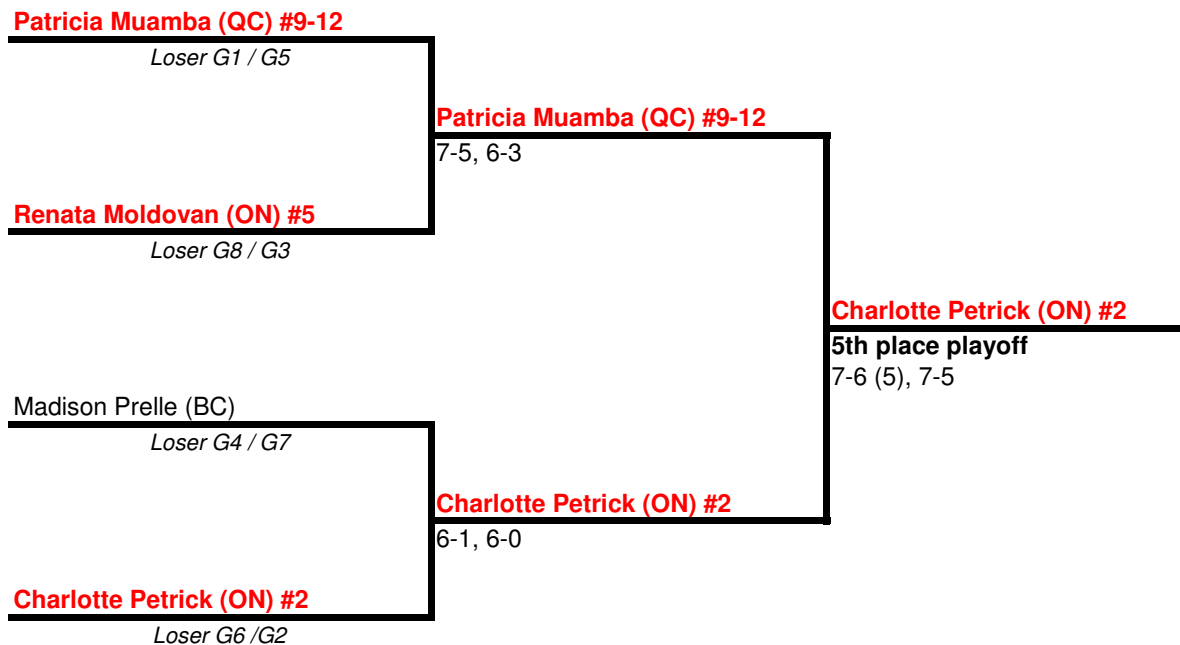 Patricia Muamba (QC) #9-12
Loser G1 / G5
Patricia Muamba (QC) #9-12
7-5, 6-3
Renata Moldovan (ON) #5
Loser G8 / G3
Charlotte Petrick (ON) #2
5th place playoff
7-6 (5), 7-5
Madison Prelle (BC)
Loser G4 / G7
Charlotte Petrick (ON) #2
6-1, 6-0
Charlotte Petrick (ON) #2
Loser G6 /G2